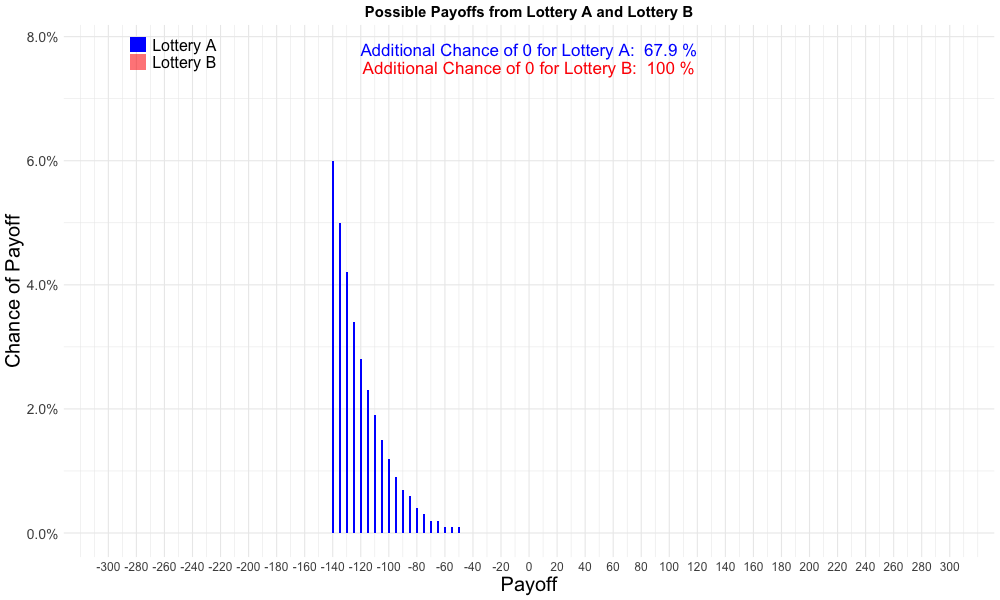 Possible Payoffs from Lottery A and Lottery B
Lottery A
Lottery B
Additional Chance of 0 for Lottery A:  67.9 %
Additional Chance of 0 for Lottery B:  100 %
Chance of Payoff
8.0%
6.0%
4.0%
2.0%
0.0%
-300 -280 -260 -240 -220 -200 -180 -160 -140 -120 -100 -80 -60 -40 -20 0 20 40 60 80 100 120 140 160 180 200 220 240 260 280 300
Payoff